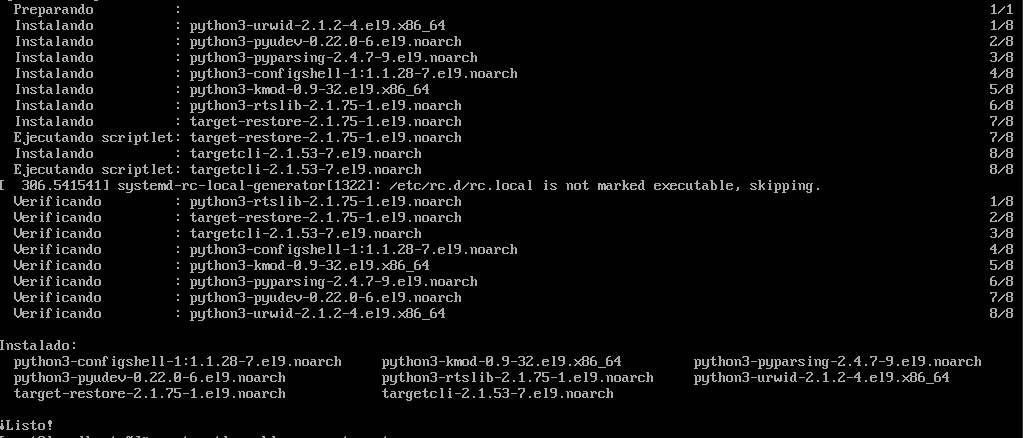 Preparando : 1/1
Instalando : python3-urwid-2.1.2-4.el9.x86_64 1/8
Instalando : python3-pyudev-0.22.0-6.el9.noarch 2/8
Instalando : python3-pyparsing-2.4.7-9.el9.noarch 3/8
Instalando : python3-configshell-1:1.1.28-7.el9.noarch 4/8
Instalando : python3-kmod-0.9-32.el9.x86_64 5/8
Instalando : python3-rtslib-2.1.75-1.el9.noarch 6/8
Instalando : target-restore-2.1.75-1.el9.noarch 7/8
Ejecutando scriptlet: target-restore-2.1.75-1.el9.noarch 7/8
Instalando : targetcli-2.1.53-7.el9.noarch 8/8
Ejecutando scriptlet: targetcli-2.1.53-7.el9.noarch 8/8
[ 306.541541] systemd-rc-local-generator[1322]: /etc/rc.d/rc.local is not marked executable, skipping.
Verificando : python3-rtslib-2.1.75-1.el9.noarch 1/8
Verificando : target-restore-2.1.75-1.el9.noarch 2/8
Verificando : targetcli-2.1.53-7.el9.noarch 3/8
Verificando : python3-configshell-1:1.1.28-7.el9.noarch 4/8
Verificando : python3-kmod-0.9-32.el9.x86_64 5/8
Verificando : python3-pyparsing-2.4.7-9.el9.noarch 6/8
Verificando : python3-pyudev-0.22.0-6.el9.noarch 7/8
Verificando : python3-urwid-2.1.2-4.el9.x86_64 8/8
Instalado:
python3-configshell-1:1.1.28-7.el9.noarch python3-kmod-0.9-32.el9.x86_64 python3-pyparsing-2.4.7-9.el9.noarch
python3-pyudev-0.22.0-6.el9.noarch python3-rtslib-2.1.75-1.el9.noarch python3-urwid-2.1.2-4.el9.x86_64
target-restore-2.1.75-1.el9.noarch targetcli-2.1.53-7.el9.noarch
¡Listo!